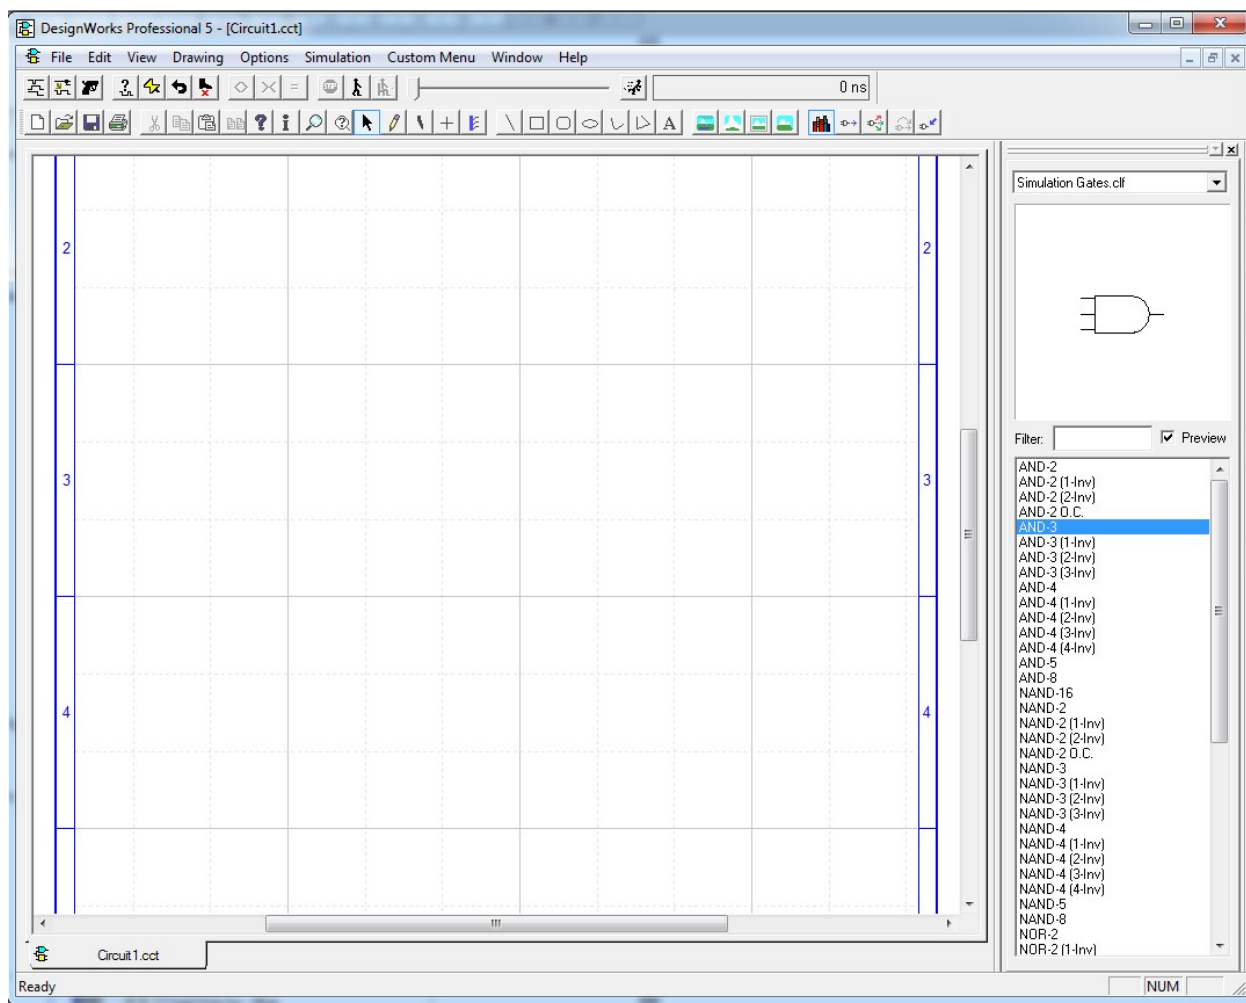 DesignWorks Professional 5 - [Circuit1.cct]
File Edit View Drawing Options Simulation Custom Menu Window Help
0 ns
A
Simulation Gates.clf
2 2
3 3
4 4
Filter: Preview
AND-2
AND-2 (1-Inv)
AND-2 (2-Inv)
AND-2 O.C.
AND-3
AND-3 (1-Inv)
AND-3 (2-Inv)
AND-3 (3-Inv)
AND-4
AND-4 (1-Inv)
AND-4 (2-Inv)
AND-4 (3-Inv)
AND-4 (4-Inv)
AND-5
AND-8
NAND-16
NAND-2
NAND-2 (1-Inv)
NAND-2 (2-Inv)
NAND-2 O.C.
NAND-3
NAND-3 (1-Inv)
NAND-3 (2-Inv)
NAND-3 (3-Inv)
NAND-4
NAND-4 (1-Inv)
NAND-4 (2-Inv)
NAND-4 (3-Inv)
NAND-4 (4-Inv)
NAND-5
NAND-8
NOR-2
NOR-2 (1-Inv)
Circuit1.cct
Ready NUM